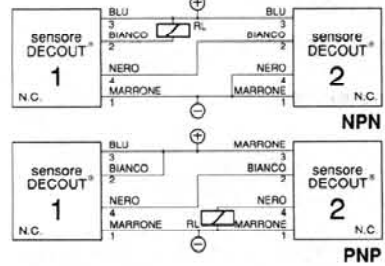 ⊕
BLU BLU
3 RL 3
BIANCO BIANCO
2 2
sensore DECOUT® 1 N.C.
sensore DECOUT® 2 N.C.
NERO NERO
4 4
MARRONE MARRONE
1 1
⊖
NPN
⊕
BLU MARRONE
3 3
BIANCO BIANCO
2 2
sensore DECOUT® 1 N.C.
sensore DECOUT® 2 N.C.
NERO NERO
4 4
MARRONE RL MARRONE
1 1
⊖
PNP